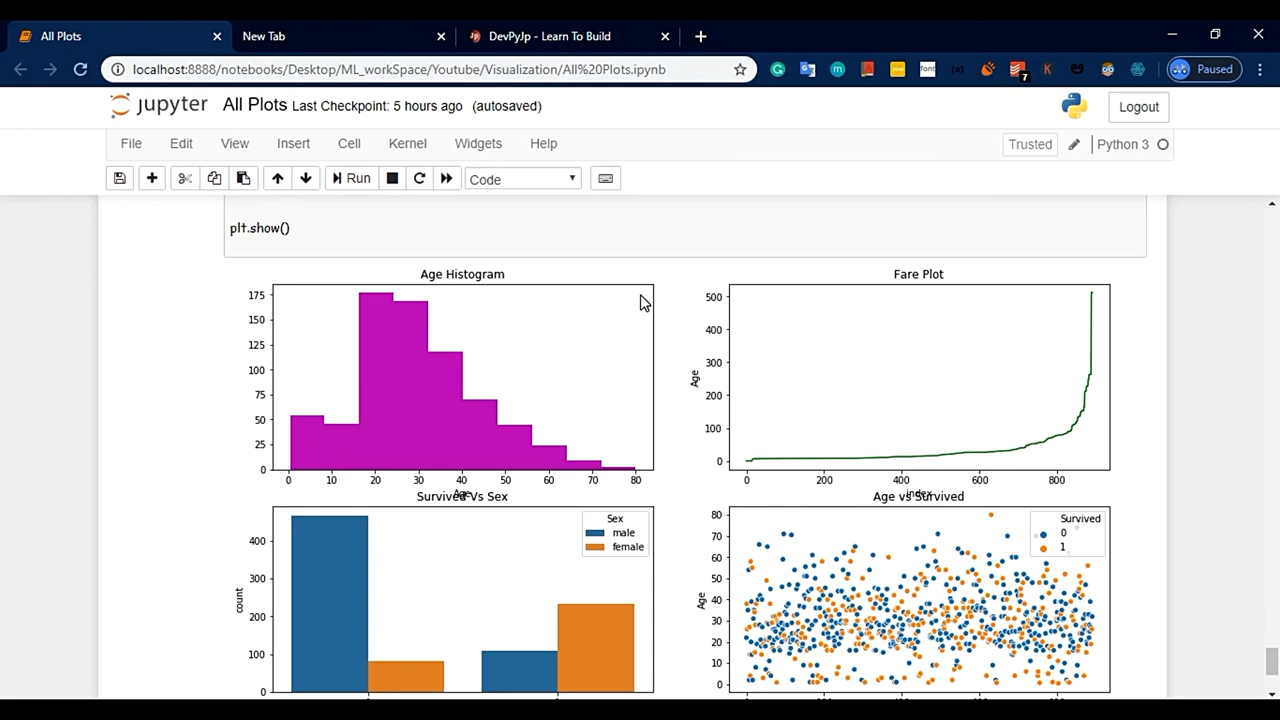 All Plots
New Tab
DevPyJp - Learn To Build
localhost:8888/notebooks/Desktop/ML_workSpace/Youtube/Visualization/All%20Plots.ipynb
font
(x)
7
K
Paused
jupyter
All Plots Last Checkpoint: 5 hours ago (autosaved)
Logout
File Edit View Insert Cell Kernel Widgets Help
Trusted
Python 3
Run
Code
plt.show()
Age Histogram
175
150
125
100
75
50
25
0
0 10 20 30 40 50 60 70 80
Age
Fare Plot
500
400
300
200
100
0
Age
0 200 400 600 800
index
Survived Vs Sex
400
300
200
100
0
count
Sex
male
female
Age vs Survived
80
70
60
50
40
30
20
10
0
Age
Survived
0
1